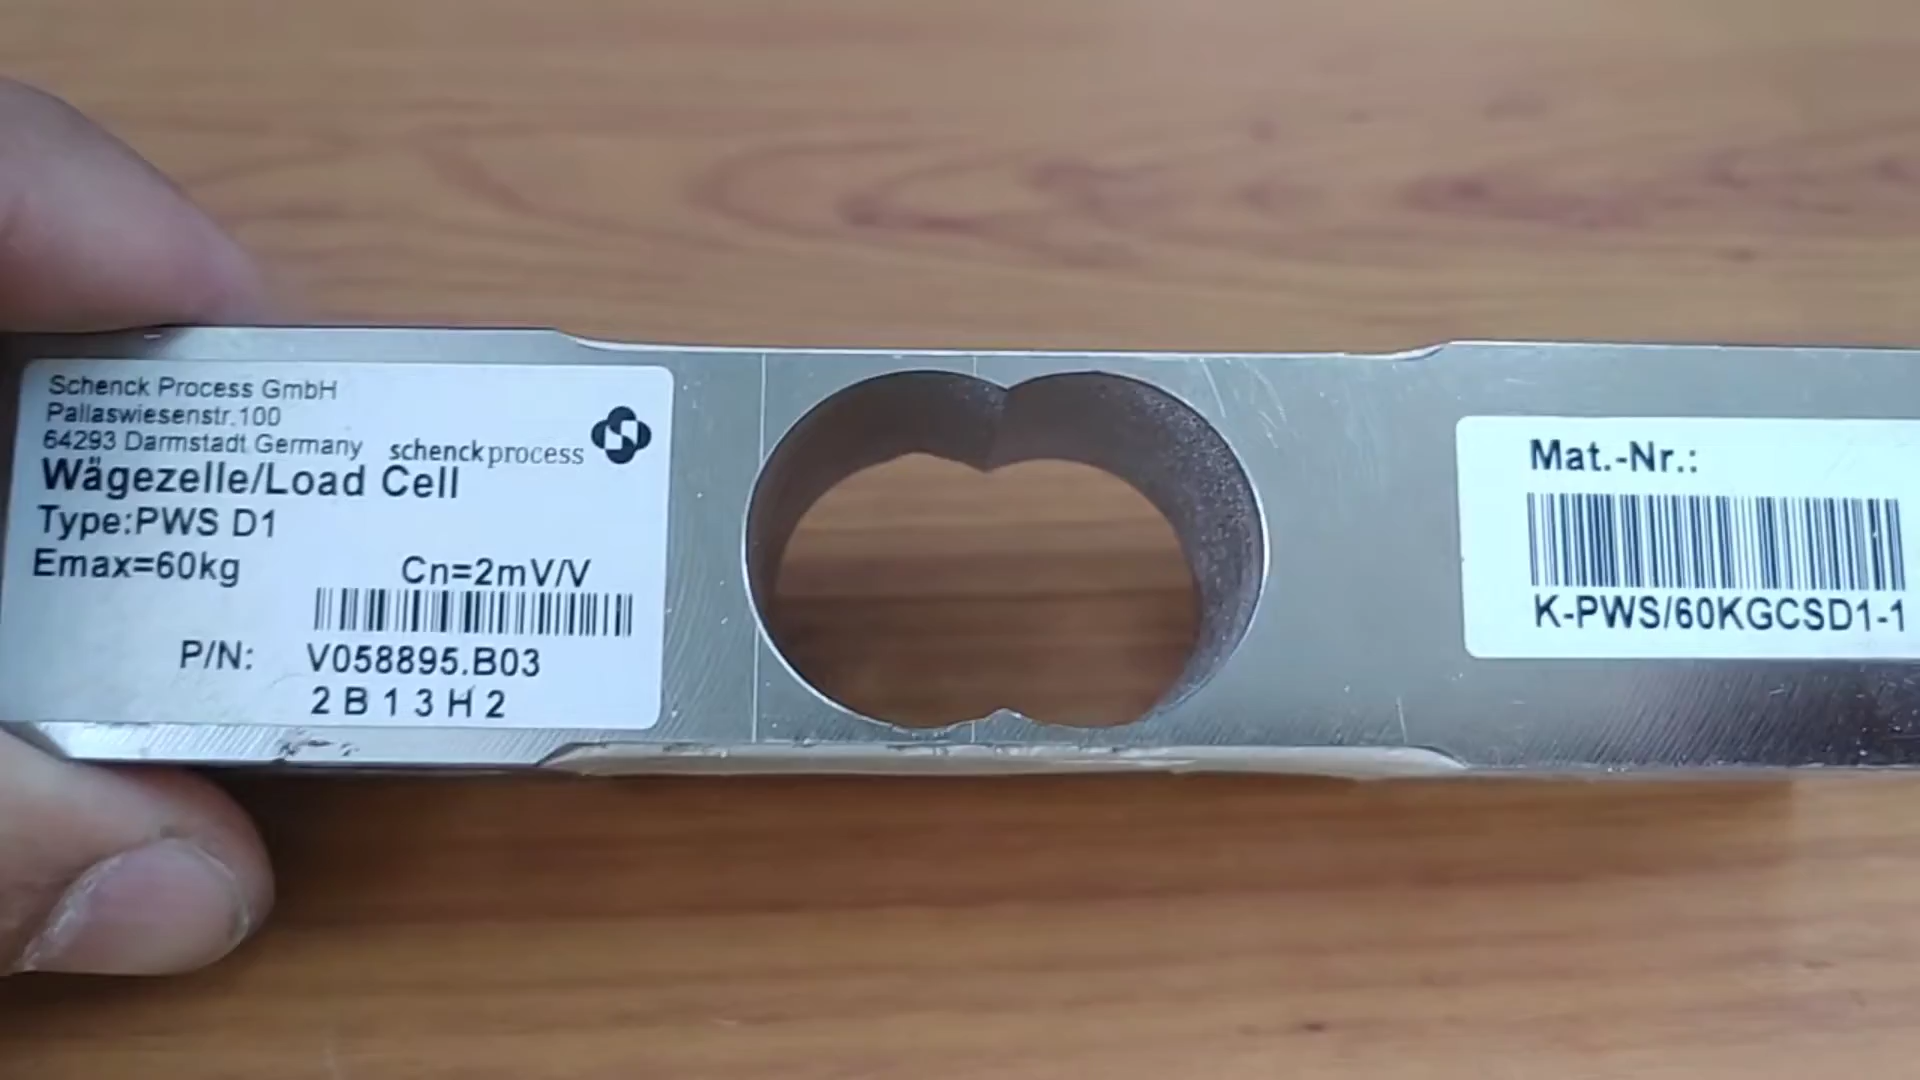 Schenck Process GmbH
Pallaswiesenstr.100
64293 Darmstadt Germany
schenckprocess
Wägezelle/Load Cell
Type:PWS D1
Emax=60kg Cn=2mV/V
P/N: V058895.B03
2 B 1 3 H 2
Mat.-Nr.:
K-PWS/60KGCSD1-1